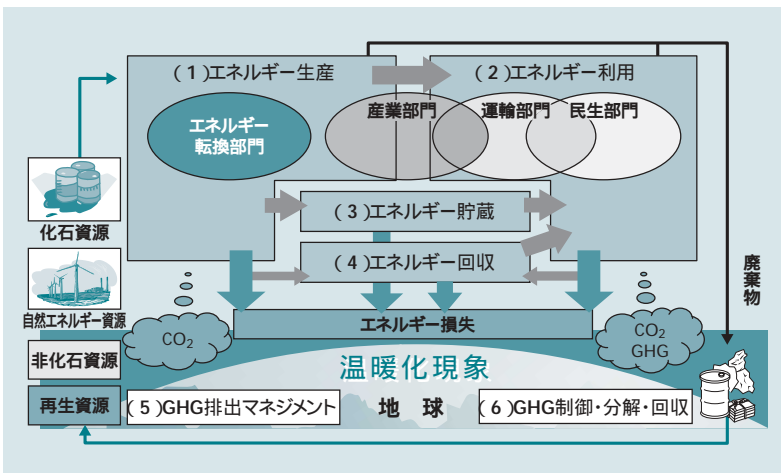 (1)エネルギー生産
(2)エネルギー利用
エネルギー
転換部門
産業部門
運輸部門
民生部門
化石資源
(3)エネルギー貯蔵
(4)エネルギー回収
廃棄物
自然エネルギー資源
CO2
エネルギー損失
CO2
GHG
非化石資源
温暖化現象
再生資源
(5)GHG排出マネジメント
地 球
(6)GHG制御・分解・回収